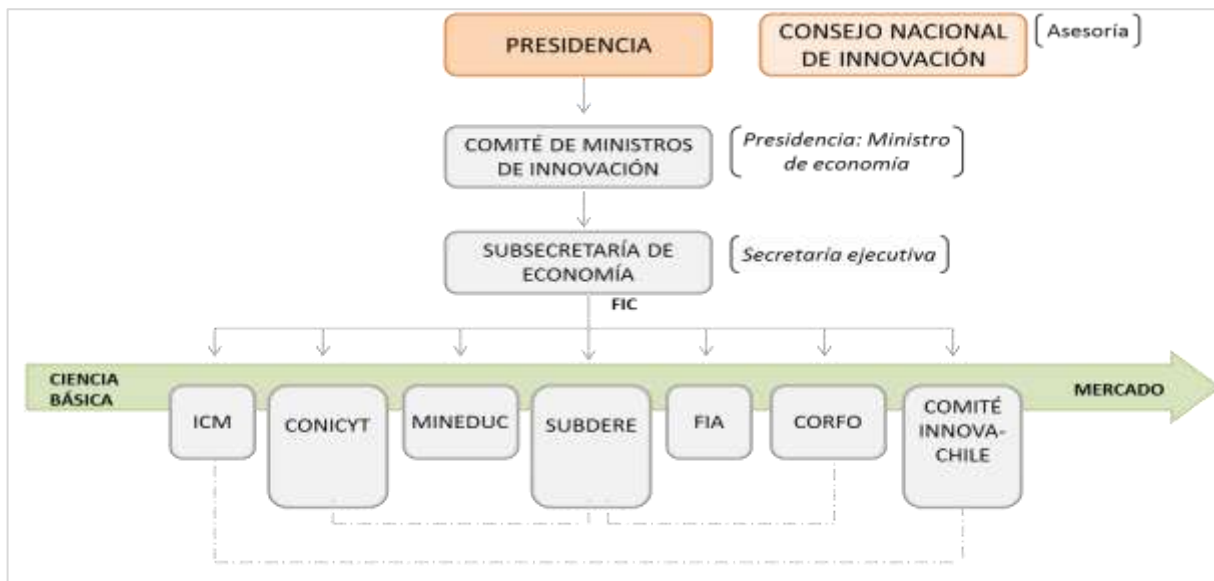 PRESIDENCIA
CONSEJO NACIONAL
DE INNOVACIÓN
Asesoría
COMITÉ DE MINISTROS
DE INNOVACIÓN
Presidencia: Ministro
de economía
SUBSECRETARÍA DE
ECONOMÍA
Secretaría ejecutiva
FIC
CIENCIA
BÁSICA
MERCADO
ICM
CONICYT
MINEDUC
SUBDERE
FIA
CORFO
COMITÉ
INNOVA-
CHILE